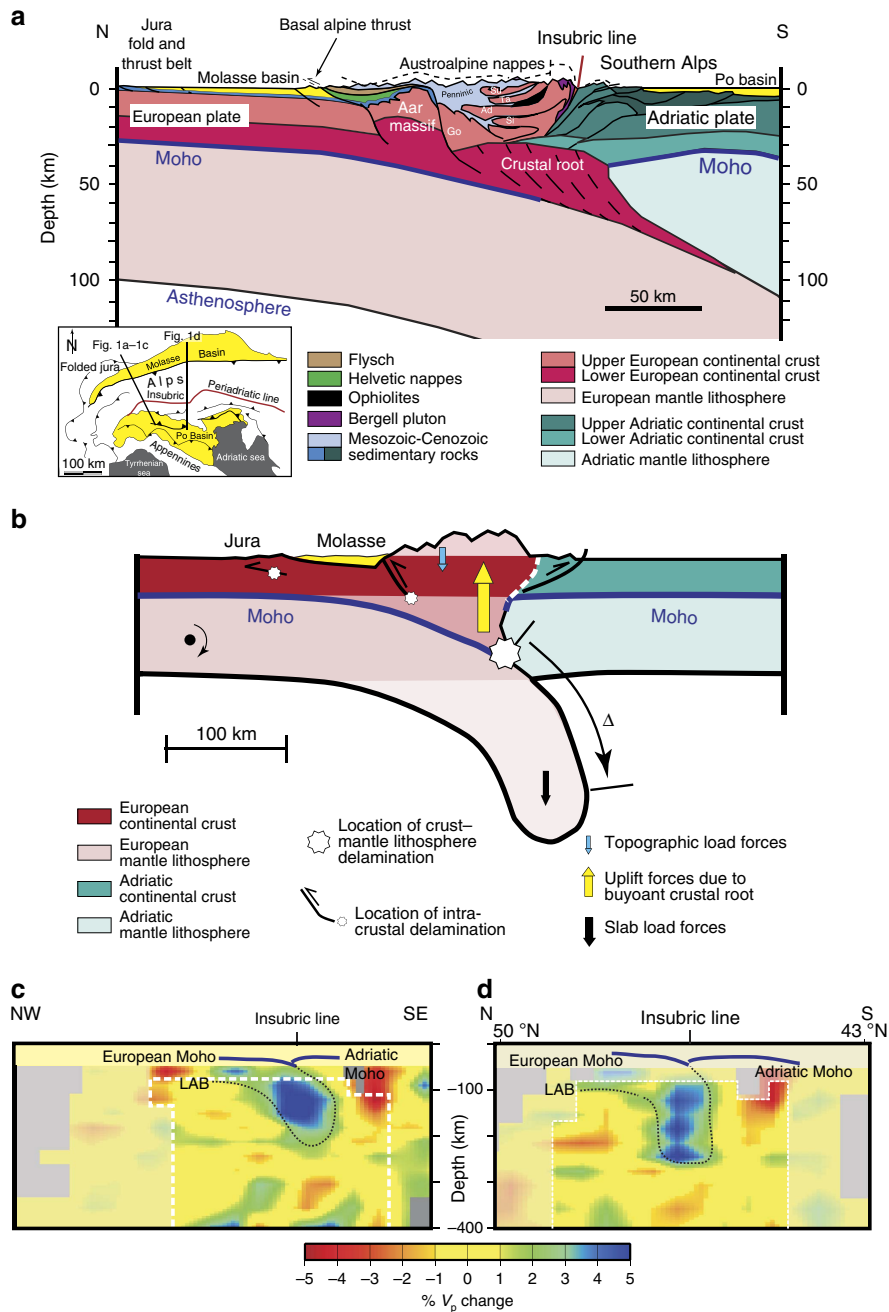 a
N
S
Jura
fold and
thrust belt
Basal alpine thrust
Molasse basin
Austroalpine nappes
Insubric line
Southern Alps
Po basin
0
50
100
Depth (km)
European plate
Aar
massif
Penninic
Su
Ta
Ad
Si
Go
Adriatic plate
Crustal root
Moho
Moho
0
50
100
Asthenosphere
50 km
N
Fig. 1a–1c
Fig. 1d
Folded jura
Molasse
Basin
Alps
Insubric
Periadriatic line
Po Basin
Appennines
Tyrrhenian
sea
Adriatic sea
100 km
Flysch
Helvetic nappes
Ophiolites
Bergell pluton
Mesozoic-Cenozoic
sedimentary rocks
Upper European continental crust
Lower European continental crust
European mantle lithosphere
Upper Adriatic continental crust
Lower Adriatic continental crust
Adriatic mantle lithosphere
b
Jura
Molasse
Moho
Moho
Δ
100 km
European
continental crust
European
mantle lithosphere
Adriatic
continental crust
Adriatic
mantle lithosphere
Location of crust–
mantle lithosphere
delamination
Location of intra-
crustal delamination
Topographic load forces
Uplift forces due to
buoyant crustal root
Slab load forces
c
NW
SE
Insubric line
European Moho
Adriatic
Moho
LAB
d
N
S
50 °N
43 °N
Insubric line
European Moho
Adriatic Moho
LAB
–100
–400
Depth (km)
–5 –4 –3 –2 –1 0 1 2 3 4 5
% Vp change